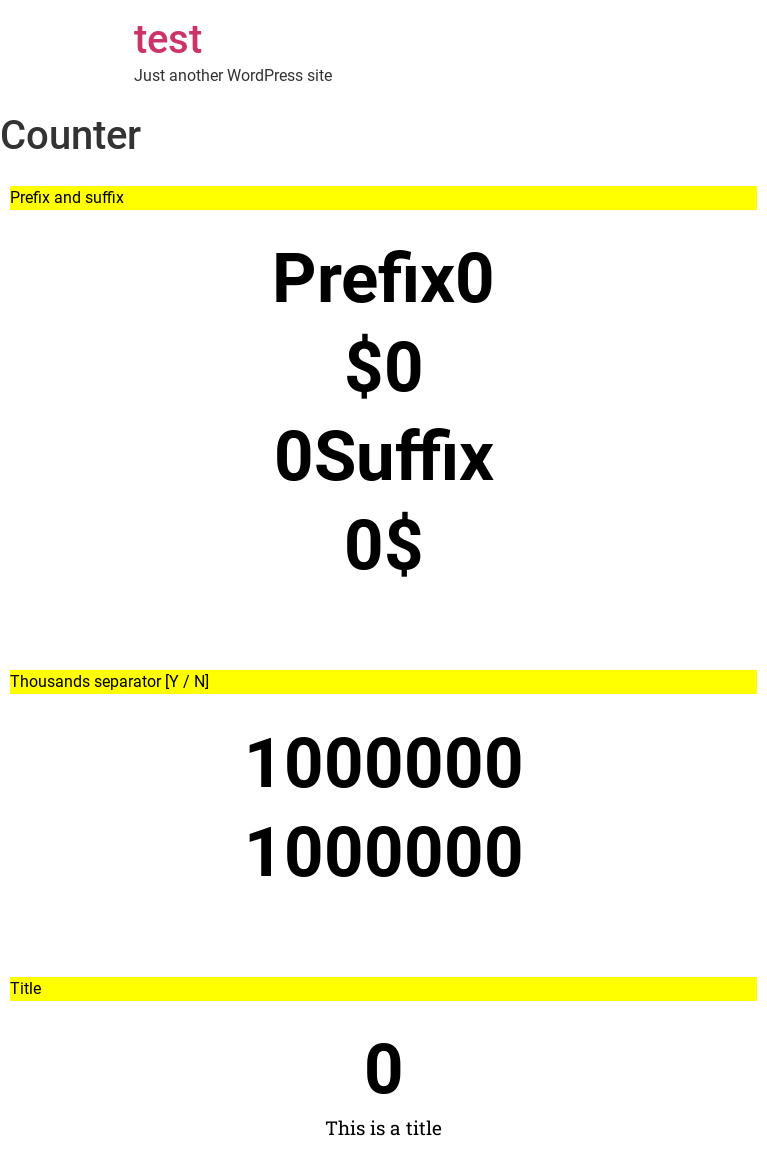 test
Just another WordPress site
Counter
Prefix and suffix
Prefix0
$0
0Suffix
0$
Thousands separator [Y / N]
1000000
1000000
Title
0
This is a title